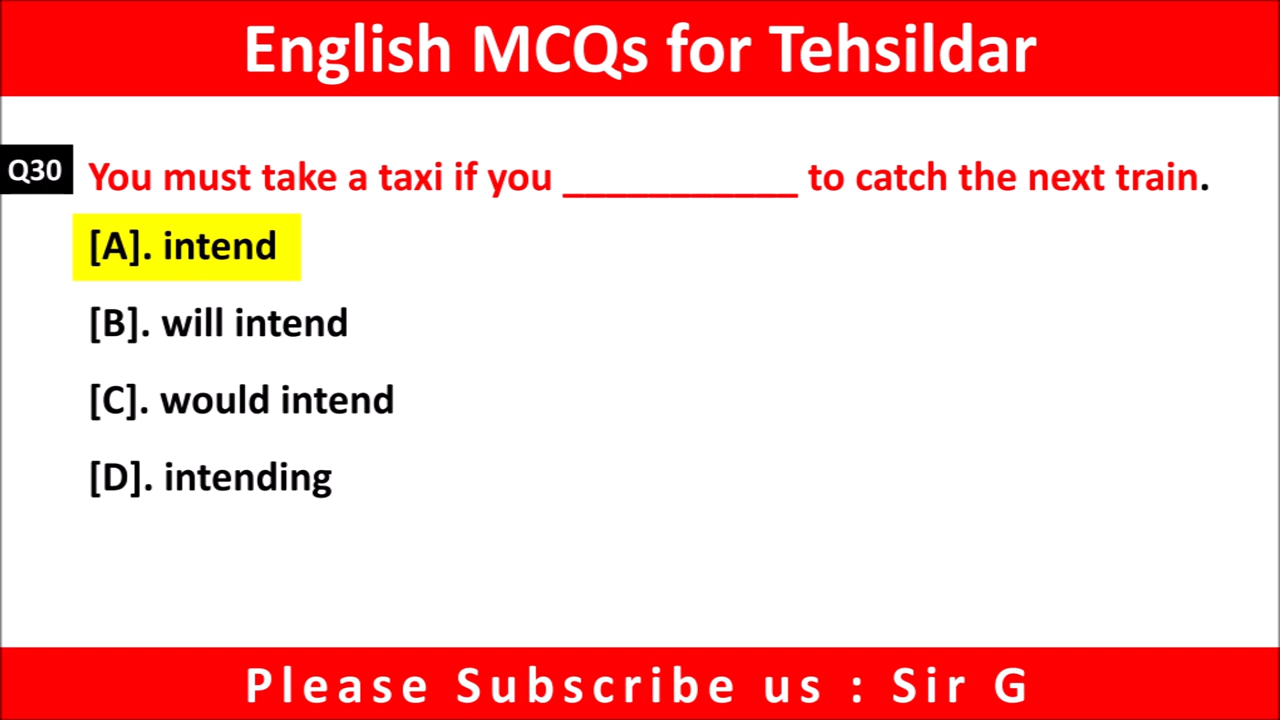 English MCQs for Tehsildar
Q30 You must take a taxi if you ___________ to catch the next train.
[A]. intend
[B]. will intend
[C]. would intend
[D]. intending
Please Subscribe us : Sir G